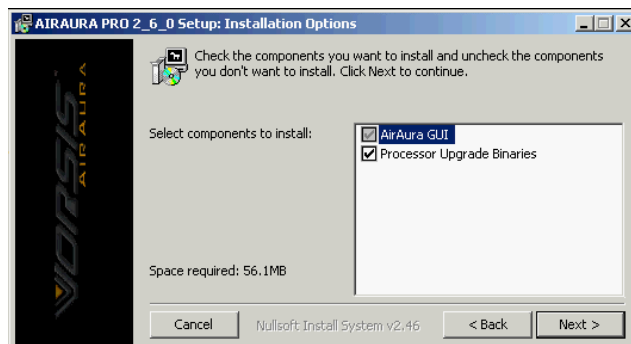 AIRAURA PRO 2_6_0 Setup: Installation Options
Check the components you want to install and uncheck the components
you don't want to install. Click Next to continue.
Select components to install:
AirAura GUI
Processor Upgrade Binaries
Space required: 56.1MB
VORSIS
AIRAURA
Cancel
Nullsoft Install System v2.46
< Back
Next >